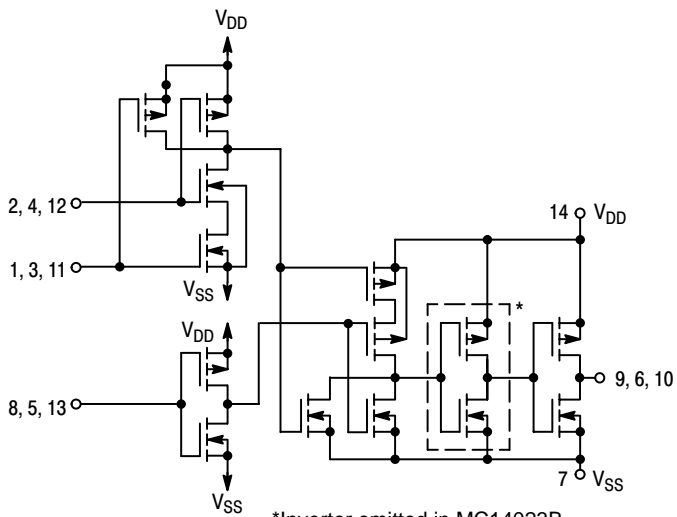 VDD
2, 4, 12
1, 3, 11
VSS
14 VDD
*
VDD
8, 5, 13
9, 6, 10
7 VSS
VSS